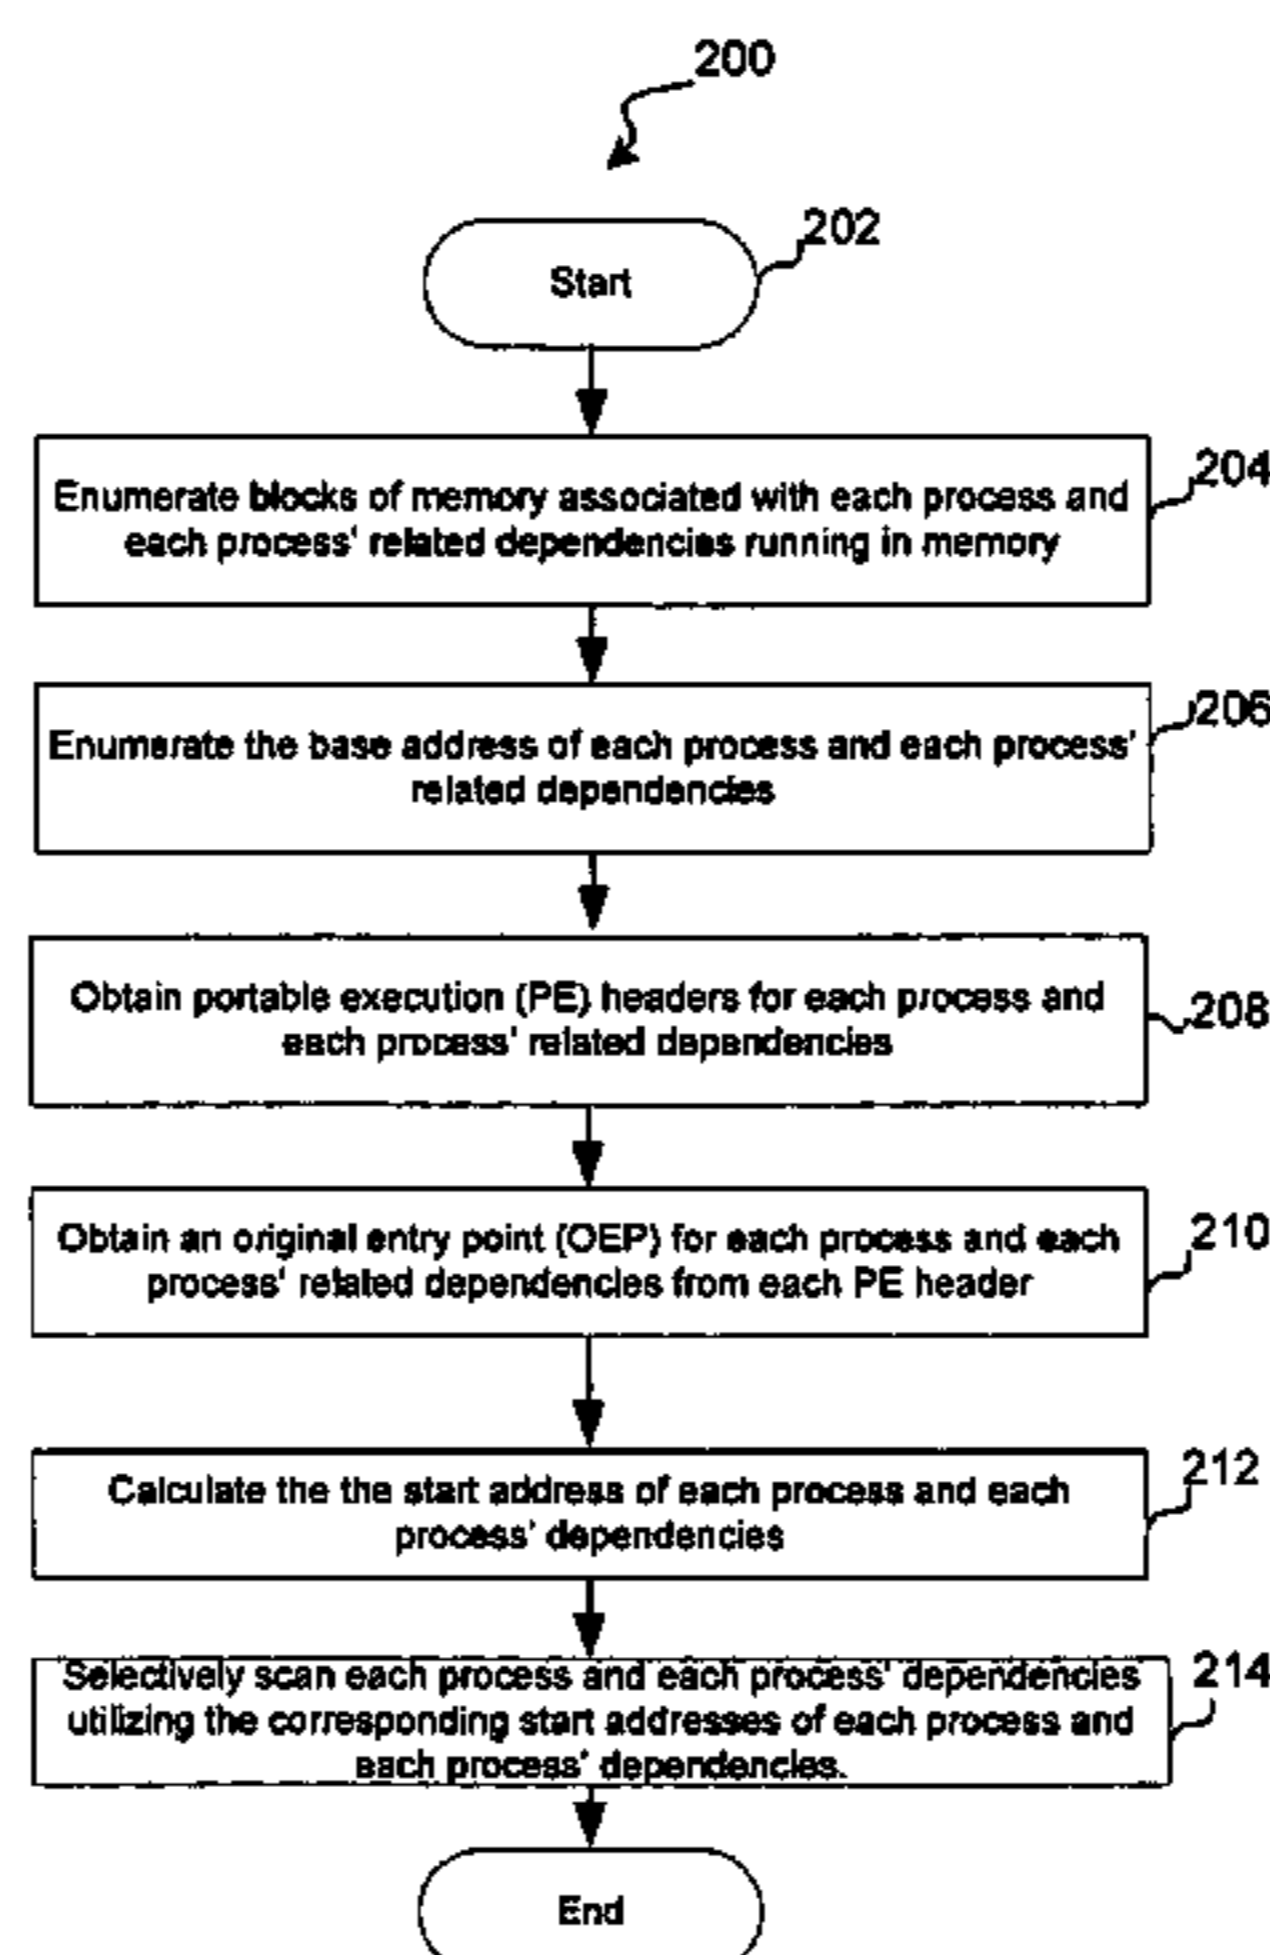 200
202
Start
204
Enumerate blocks of memory associated with each process and
each process' related dependencies running in memory
206
Enumerate the base address of each process and each process'
related dependencies
Obtain portable execution (PE) headers for each process and
each process' related dependencies
208
Obtain an original entry point (OEP) for each process and each
process' related dependencies from each PE header
210
Calculate the the start address of each process and each
process' dependencies
212
Selectively scan each process and each process' dependencies
utilizing the corresponding start addresses of each process and
each process' dependencies.
214
End